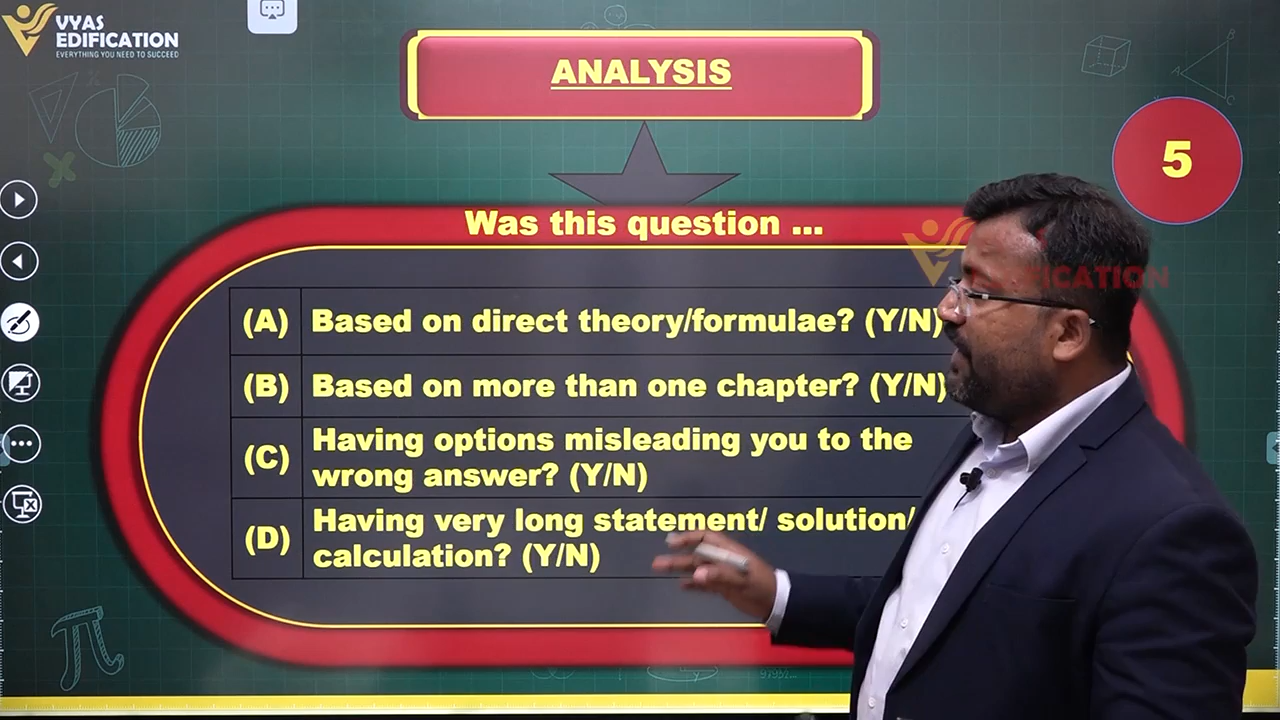 VYAS
EDIFICATION
EVERYTHING YOU NEED TO SUCCEED
ANALYSIS
5
Was this question ...
EDIFICATION
(A) Based on direct theory/formulae? (Y/N)
(B) Based on more than one chapter? (Y/N)
(C) Having options misleading you to the
wrong answer? (Y/N)
(D) Having very long statement/ solution/
calculation? (Y/N)
π